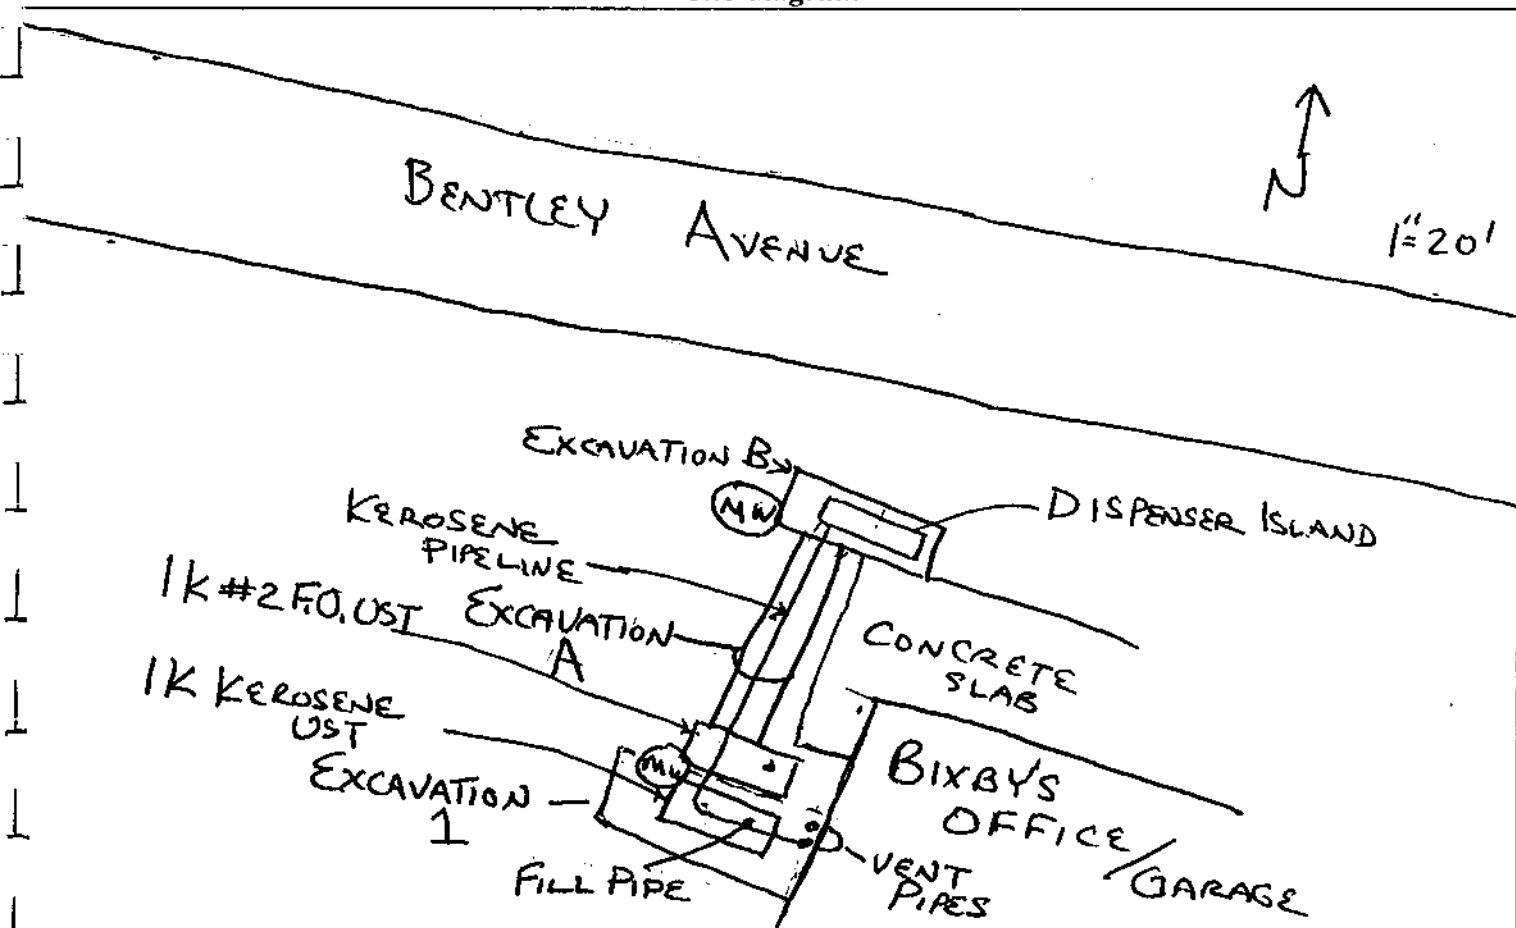 BENTLEY AVENUE
N
1"=20'
EXCAVATION B
MW
DISPENSER ISLAND
KEROSENE
PIPELINE
1K #2 F.O. UST
EXCAVATION
A
CONCRETE
SLAB
1K KEROSENE
UST
MW
EXCAVATION
1
BIXBY'S
OFFICE/
GARAGE
FILL PIPE
VENT
PIPES